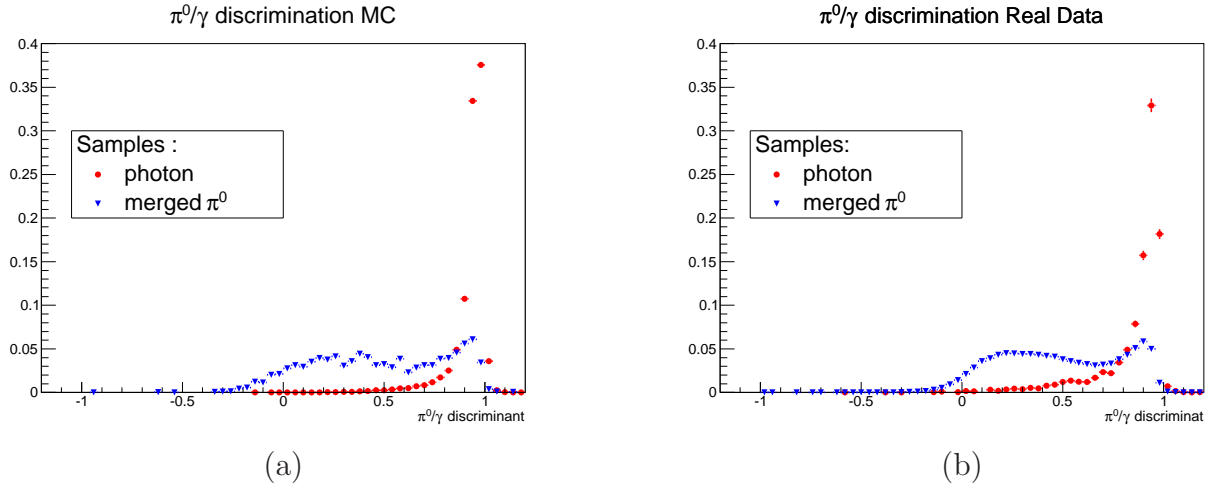 π⁰/γ discrimination MC
0.4
0.35
0.3
0.25
0.2
0.15
0.1
0.05
0
Samples :
photon
merged π⁰
-1
-0.5
0
0.5
1
π⁰/γ discriminant
(a)
π⁰/γ discrimination Real Data
0.4
0.35
0.3
0.25
0.2
0.15
0.1
0.05
0
Samples:
photon
merged π⁰
-1
-0.5
0
0.5
1
π⁰/γ discriminat
(b)